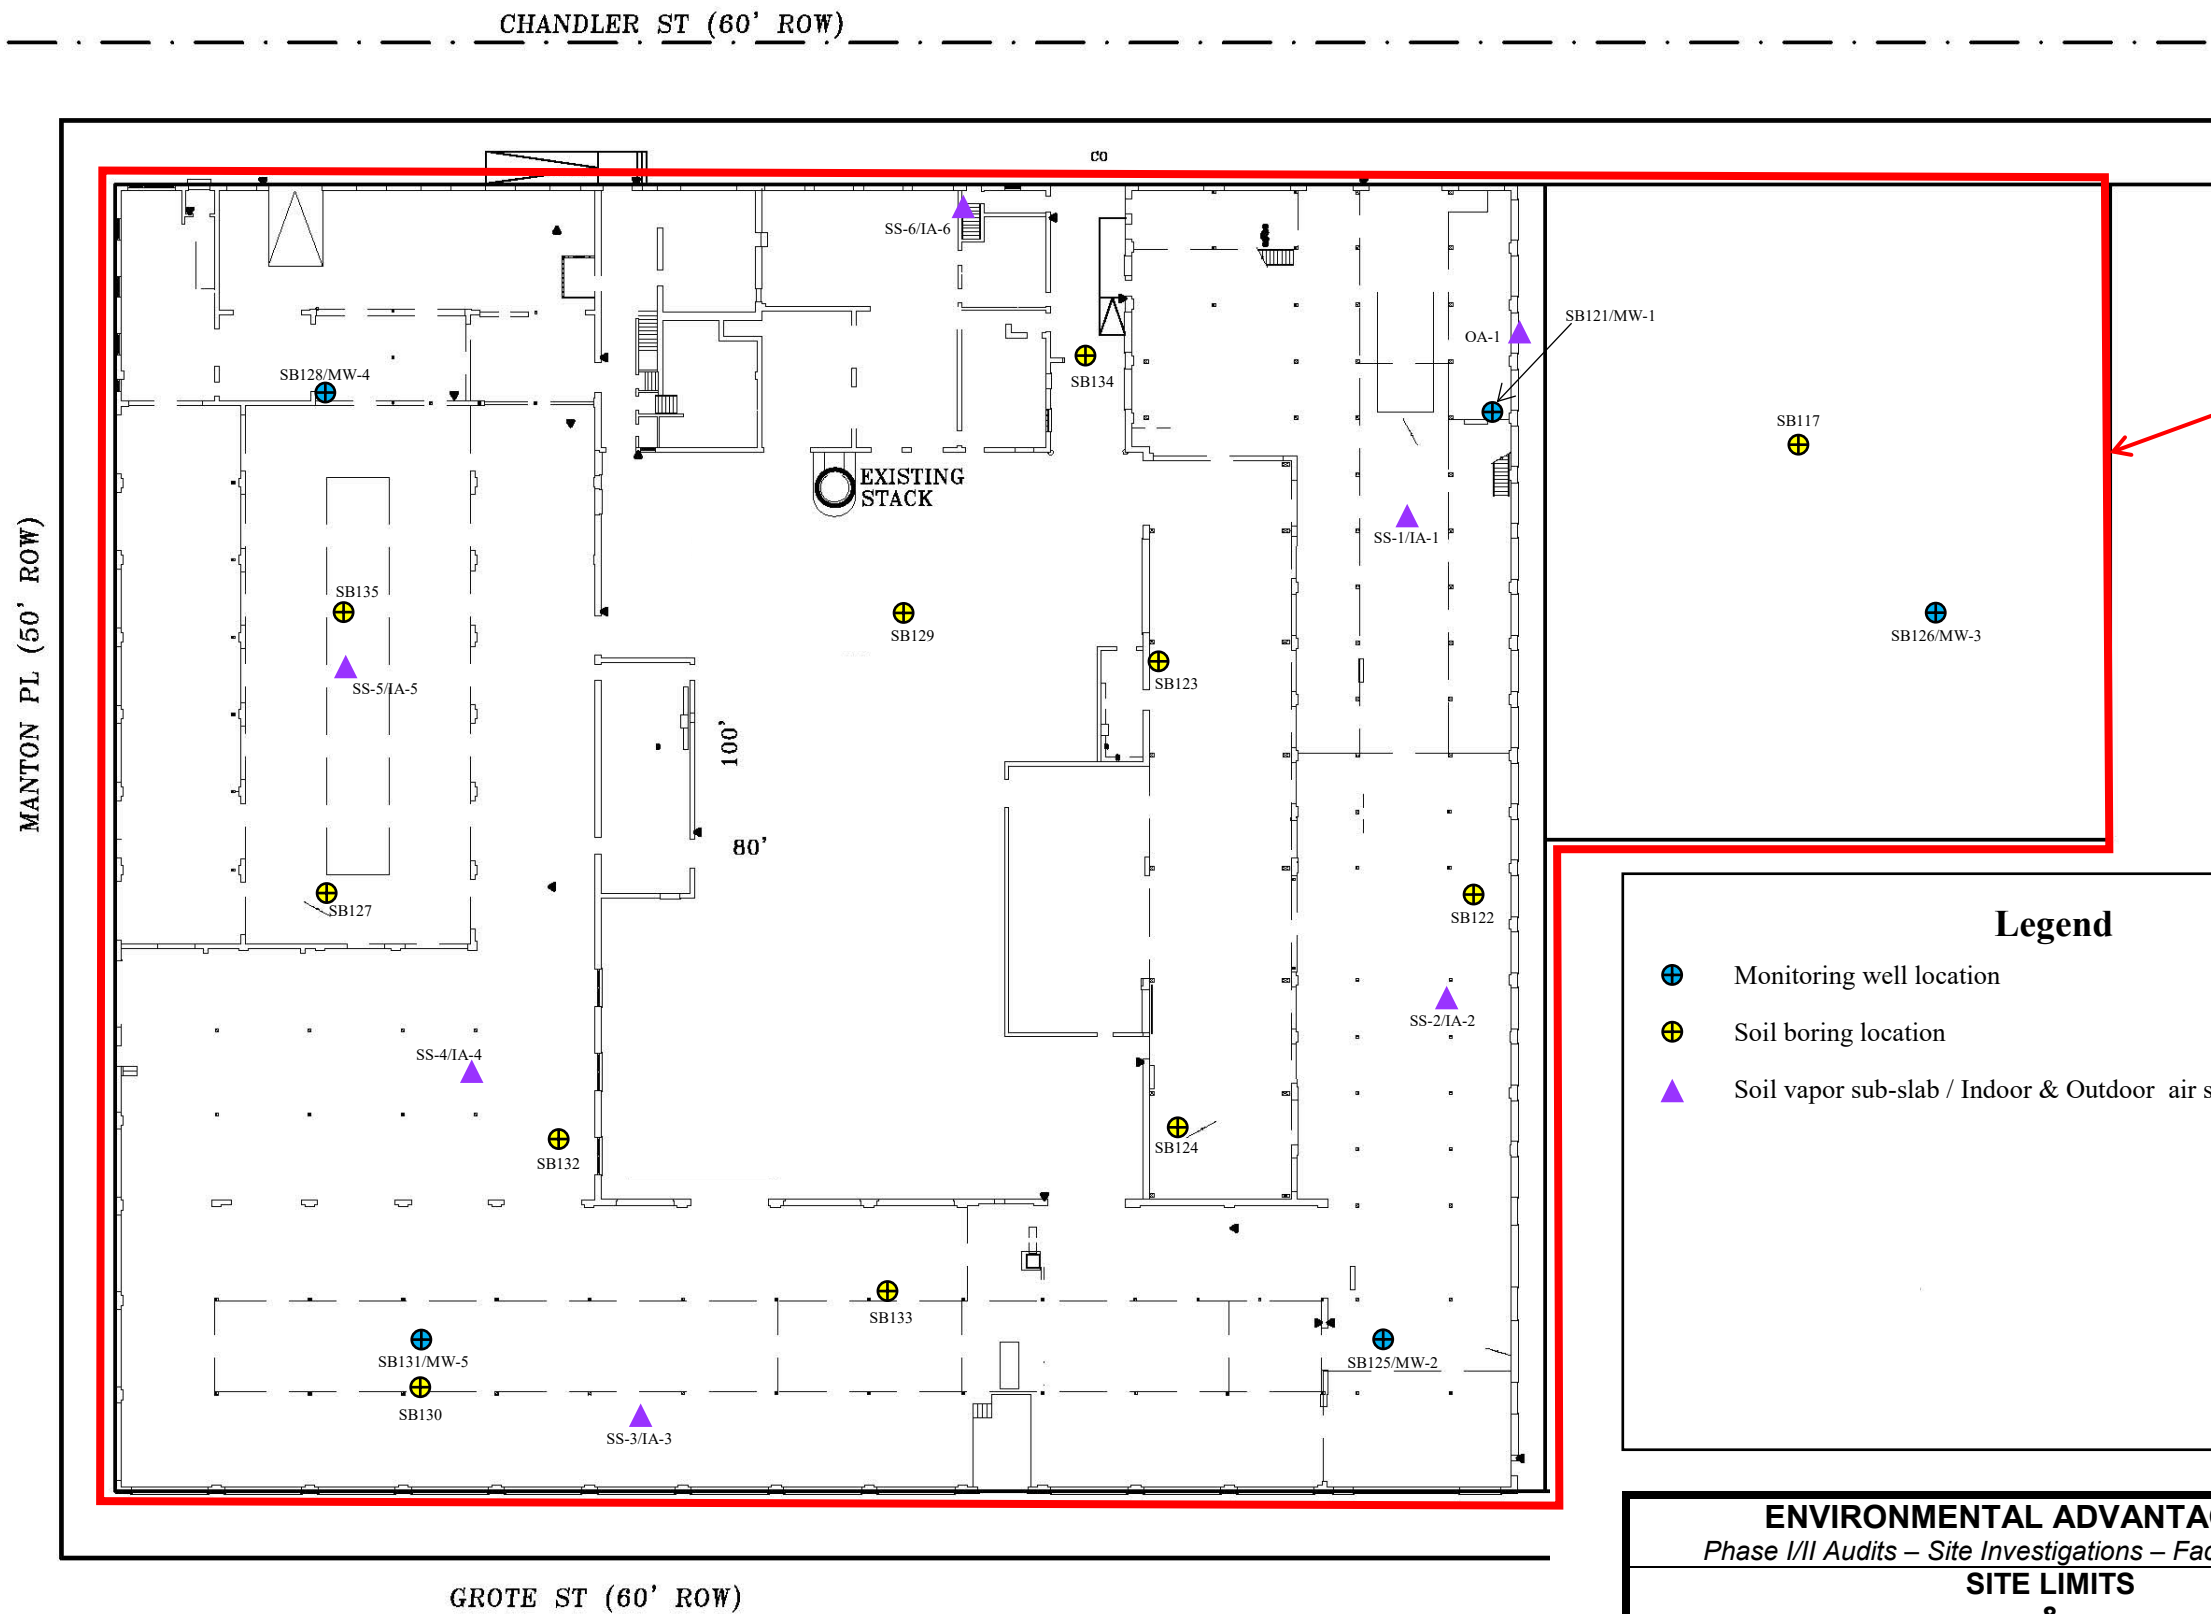 CHANDLER ST (60' ROW)
CO
SS-6/IA-6
SB121/MW-1
OA-1
SB128/MW-4
SB134
SB117
EXISTING
STACK
SS-1/IA-1
MANTON PL (50' ROW)
SB135
SB129
SB126/MW-3
SS-5/IA-5
SB123
100'
80'
SB127
SB122
Legend
Monitoring well location
SS-2/IA-2
Soil boring location
SS-4/IA-4
Soil vapor sub-slab / Indoor & Outdoor air s
SB132
SB124
SB133
SB131/MW-5
SB125/MW-2
SB130
SS-3/IA-3
ENVIRONMENTAL ADVANTA
Phase I/II Audits – Site Investigations – Fac
SITE LIMITS
&
GROTE ST (60' ROW)